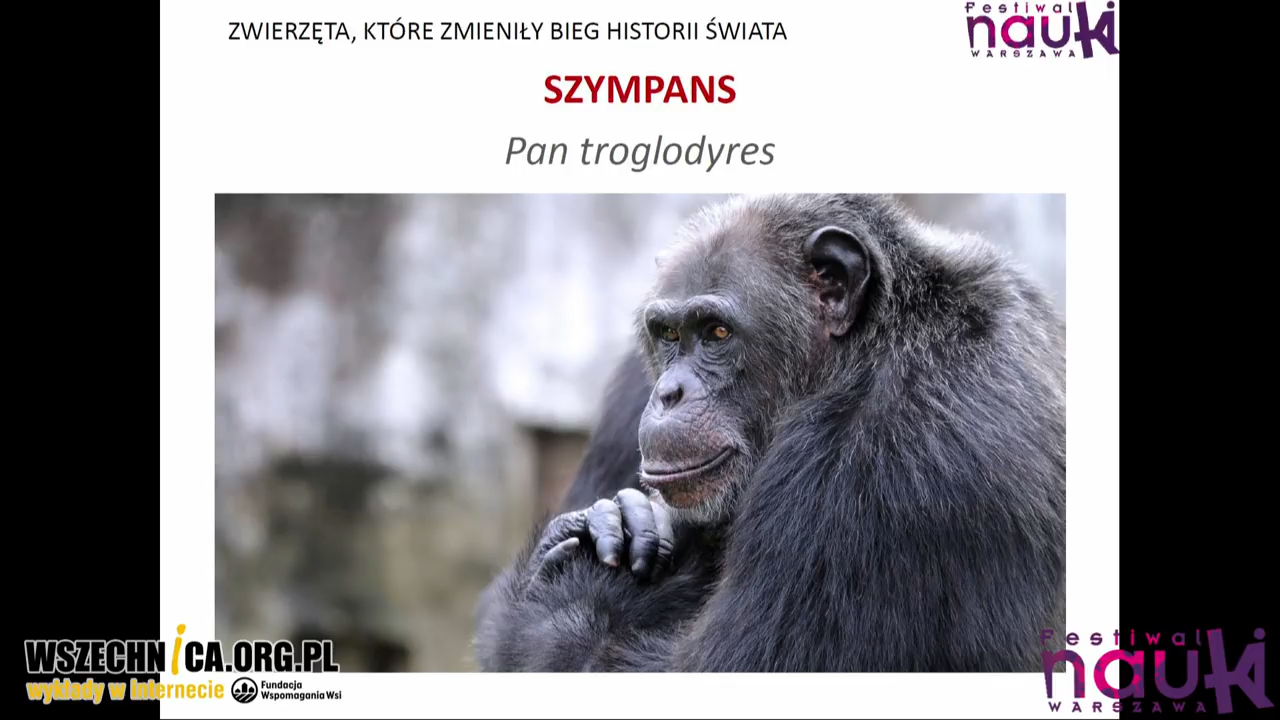 ZWIERZĘTA, KTÓRE ZMIENIŁY BIEG HISTORII ŚWIATA
Festiwal
nauki
WARSZAWA
SZYMPANS
Pan troglodyres
WSZECHNiCA.ORG.PL
wykłady w Internecie
Fundacja
Wspomagania Wsi
Festiwal
nauki
WARSZAWA